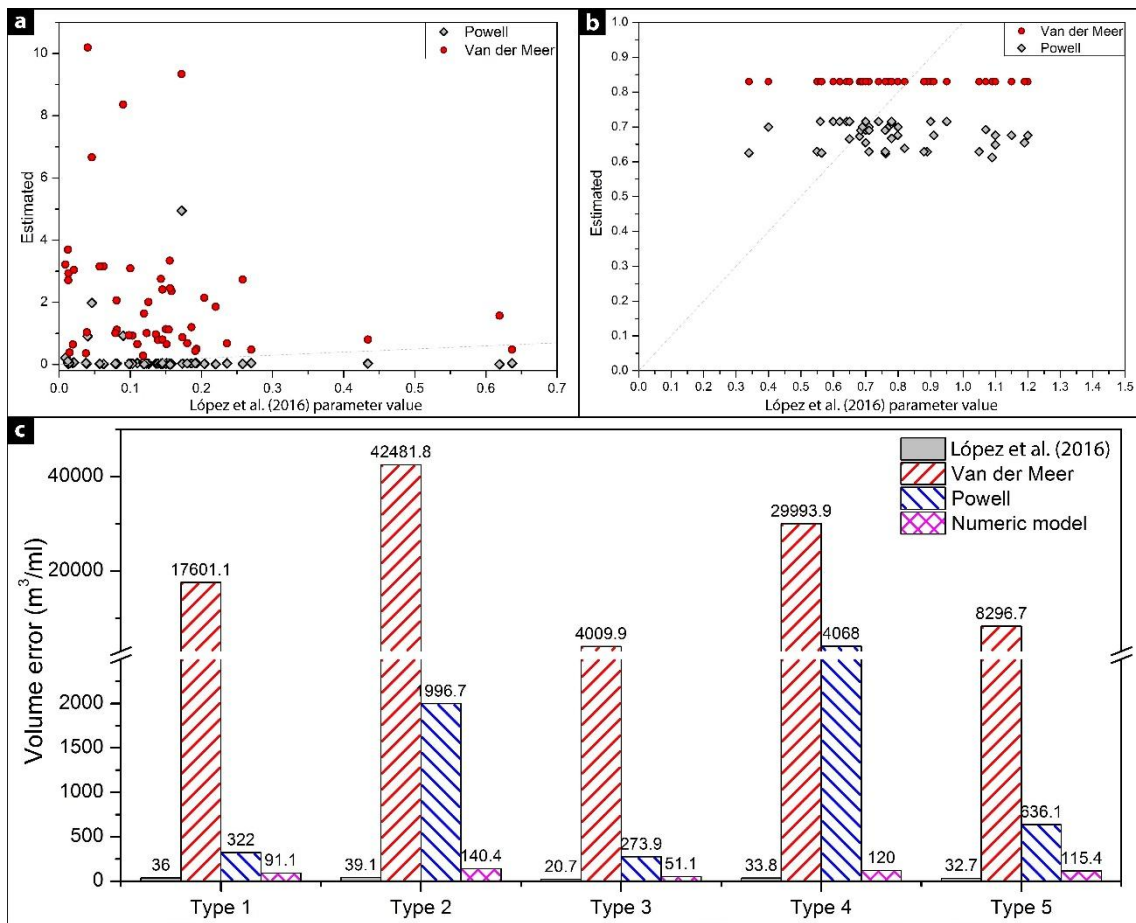 a
Powell
Van der Meer
10
8
6
4
2
0
Estimated
0.0 0.1 0.2 0.3 0.4 0.5 0.6 0.7
López et al. (2016) parameter value
b
Van der Meer
Powell
1.0
0.9
0.8
0.7
0.6
0.5
0.4
0.3
0.2
0.1
0.0
Estimated
0.0 0.1 0.2 0.3 0.4 0.5 0.6 0.7 0.8 0.9 1.0 1.1 1.2 1.3 1.4 1.5
López et al. (2016) parameter value
c
López et al. (2016)
Van der Meer
Powell
Numeric model
Volume error (m³/ml)
40000
20000
2000
1500
1000
500
0
36 17601.1 322 91.1
39.1 42481.8 1996.7 140.4
20.7 4009.9 273.9 51.1
33.8 29993.9 4068 120
32.7 8296.7 636.1 115.4
Type 1 Type 2 Type 3 Type 4 Type 5